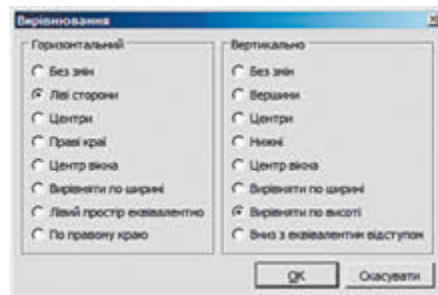 Вирівнювання
Горизонтальний
Без змін
Ліві сторони
Центри
Праві краї
Центр вікна
Вирівняти по ширині
Лівий простір еквівалентно
По правому краю
Вертикально
Без змін
Вершини
Центри
Нижні
Центр вікна
Вирівняти по ширині
Вирівняти по висоті
Вниз з еквівалентим відступом
OK
Скасувати